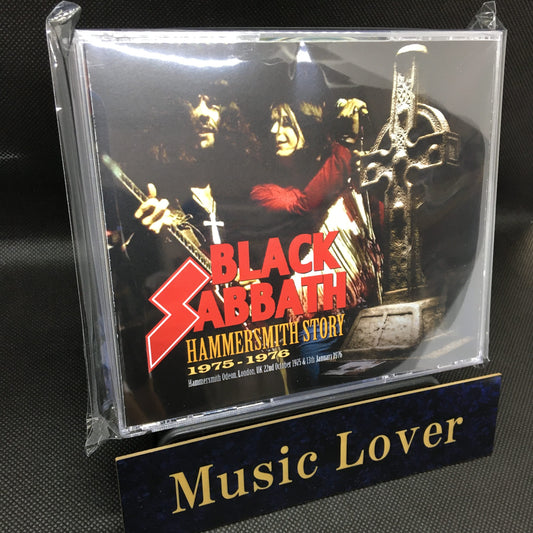 BLACK
SABBATH
HAMMERSMITH STORY
1975-1976
Hammersmith Odeon, London, UK 22nd October 1975 & 13th January 1976
Music Lover